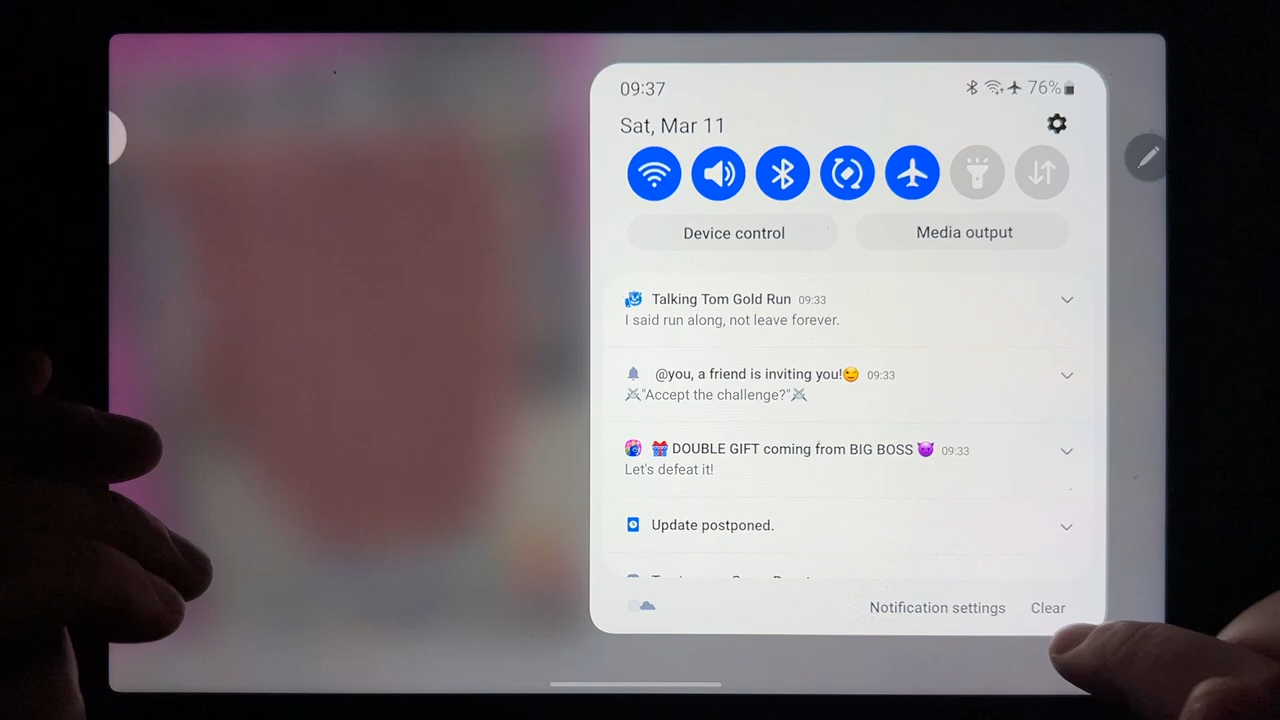 09:37
76%
Sat, Mar 11
Device control
Media output
Talking Tom Gold Run 09:33
I said run along, not leave forever.
@you, a friend is inviting you!😉 09:33
⚔️"Accept the challenge?"⚔️
🎁 DOUBLE GIFT coming from BIG BOSS 😈 09:33
Let's defeat it!
Update postponed.
Notification settings
Clear